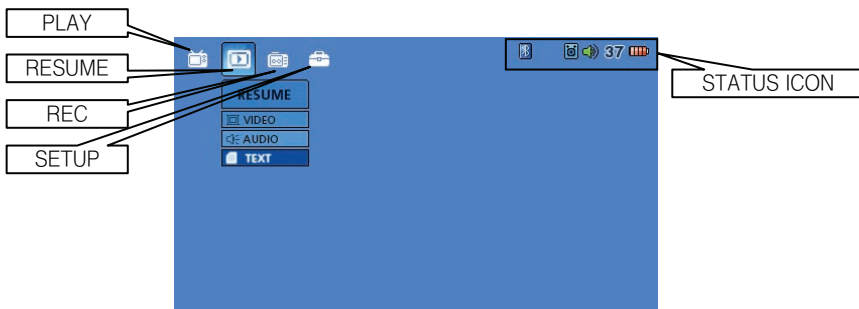 PLAY
RESUME
REC
SETUP
37
STATUS ICON
RESUME
VIDEO
AUDIO
TEXT